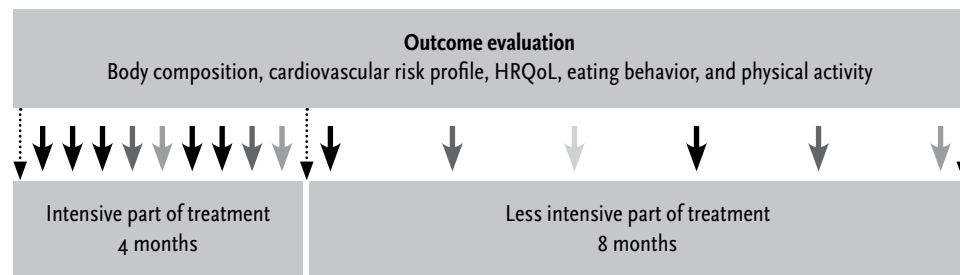 Outcome evaluation
Body composition, cardiovascular risk profile, HRQoL, eating behavior, and physical activity
Intensive part of treatment
4 months
Less intensive part of treatment
8 months